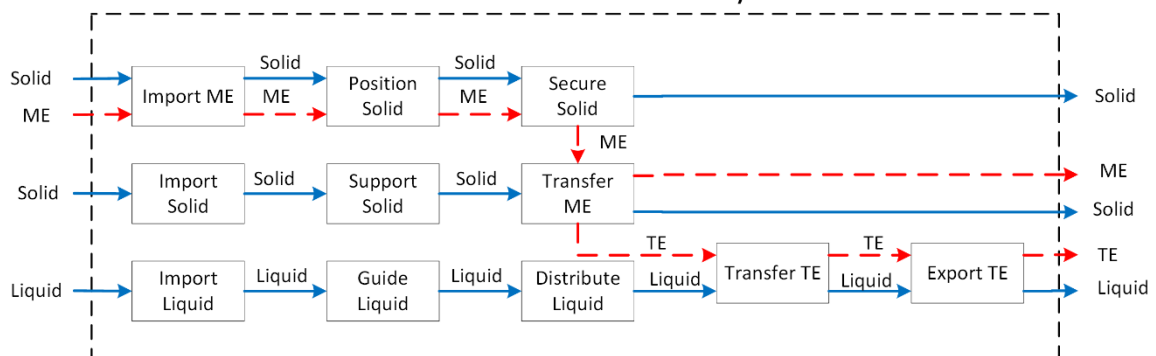 Solid
ME
Import ME
Solid
ME
Position
Solid
Solid
ME
Secure
Solid
Solid
ME
Solid
Import
Solid
Solid
Support
Solid
Solid
Transfer
ME
ME
Solid
TE
TE
TE
Liquid
Import
Liquid
Liquid
Guide
Liquid
Liquid
Distribute
Liquid
Liquid
Transfer TE
Liquid
Export TE
Liquid